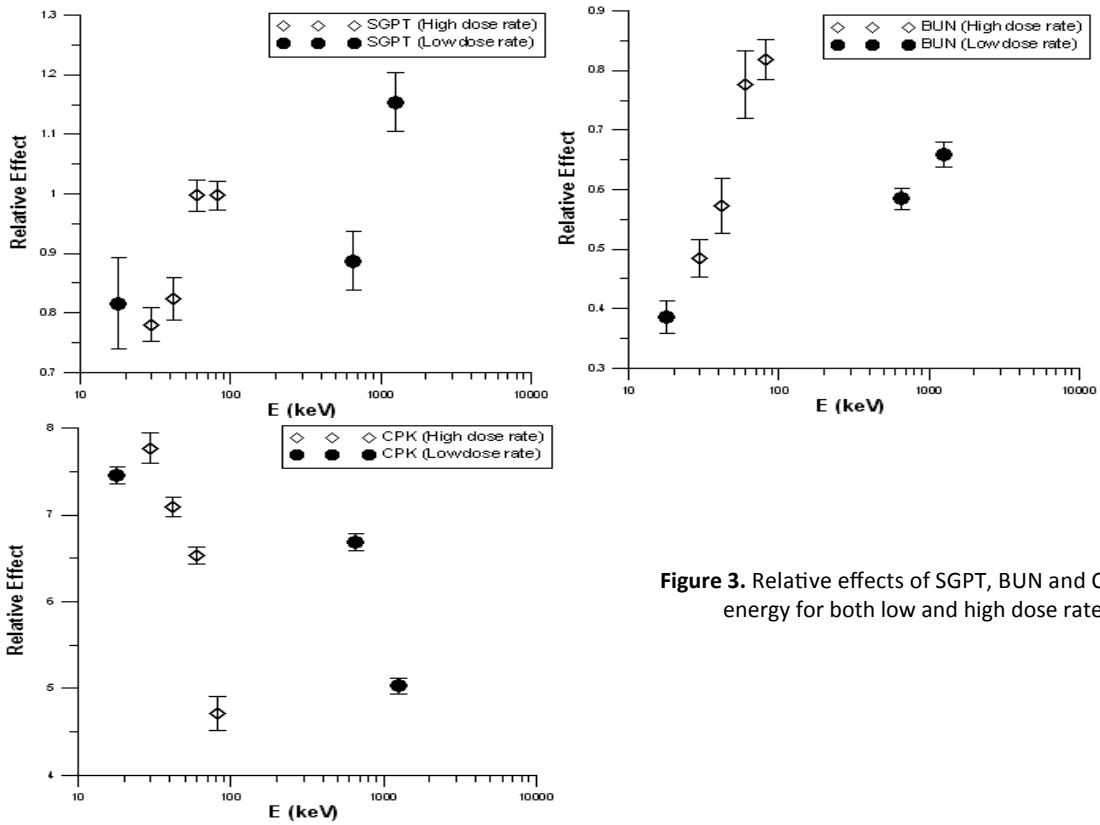 1.3
1.2
1.1
1
0.9
0.8
0.7
Relative Effect
SGPT (High dose rate)
SGPT (Low dose rate)
10
100
1000
10000
E (keV)
0.9
0.8
0.7
0.6
0.5
0.4
0.3
Relative Effect
BUN (High dose rate)
BUN (Low dose rate)
10
100
1000
10000
E (keV)
8
7
6
5
4
Relative Effect
CPK (High dose rate)
CPK (Low dose rate)
10
100
1000
10000
E (keV)
Figure 3. Relative effects of SGPT, BUN and
energy for both low and high dose rate